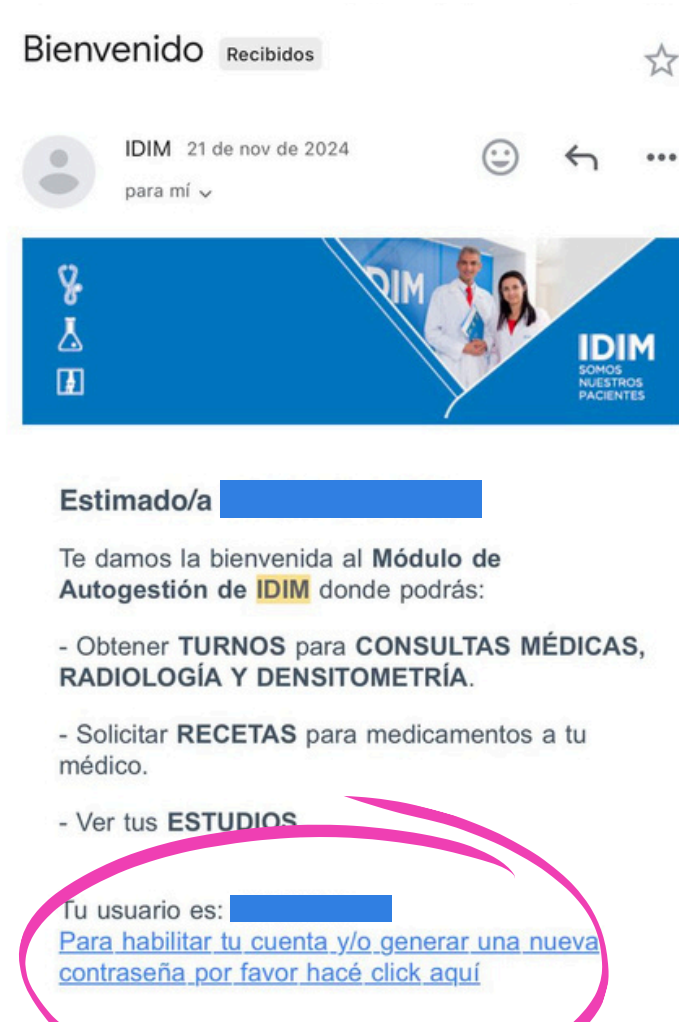 Bienvenido Recibidos
IDIM 21 de nov de 2024
para mí
IDIM
IDIM
SOMOS
NUESTROS
PACIENTES
Estimado/a
Te damos la bienvenida al Módulo de
Autogestión de IDIM donde podrás:
- Obtener TURNOS para CONSULTAS MÉDICAS,
RADIOLOGÍA Y DENSITOMETRÍA.
- Solicitar RECETAS para medicamentos a tu
médico.
- Ver tus ESTUDIOS
Tu usuario es:
Para habilitar tu cuenta y/o generar una nueva
contraseña por favor hacé click aquí